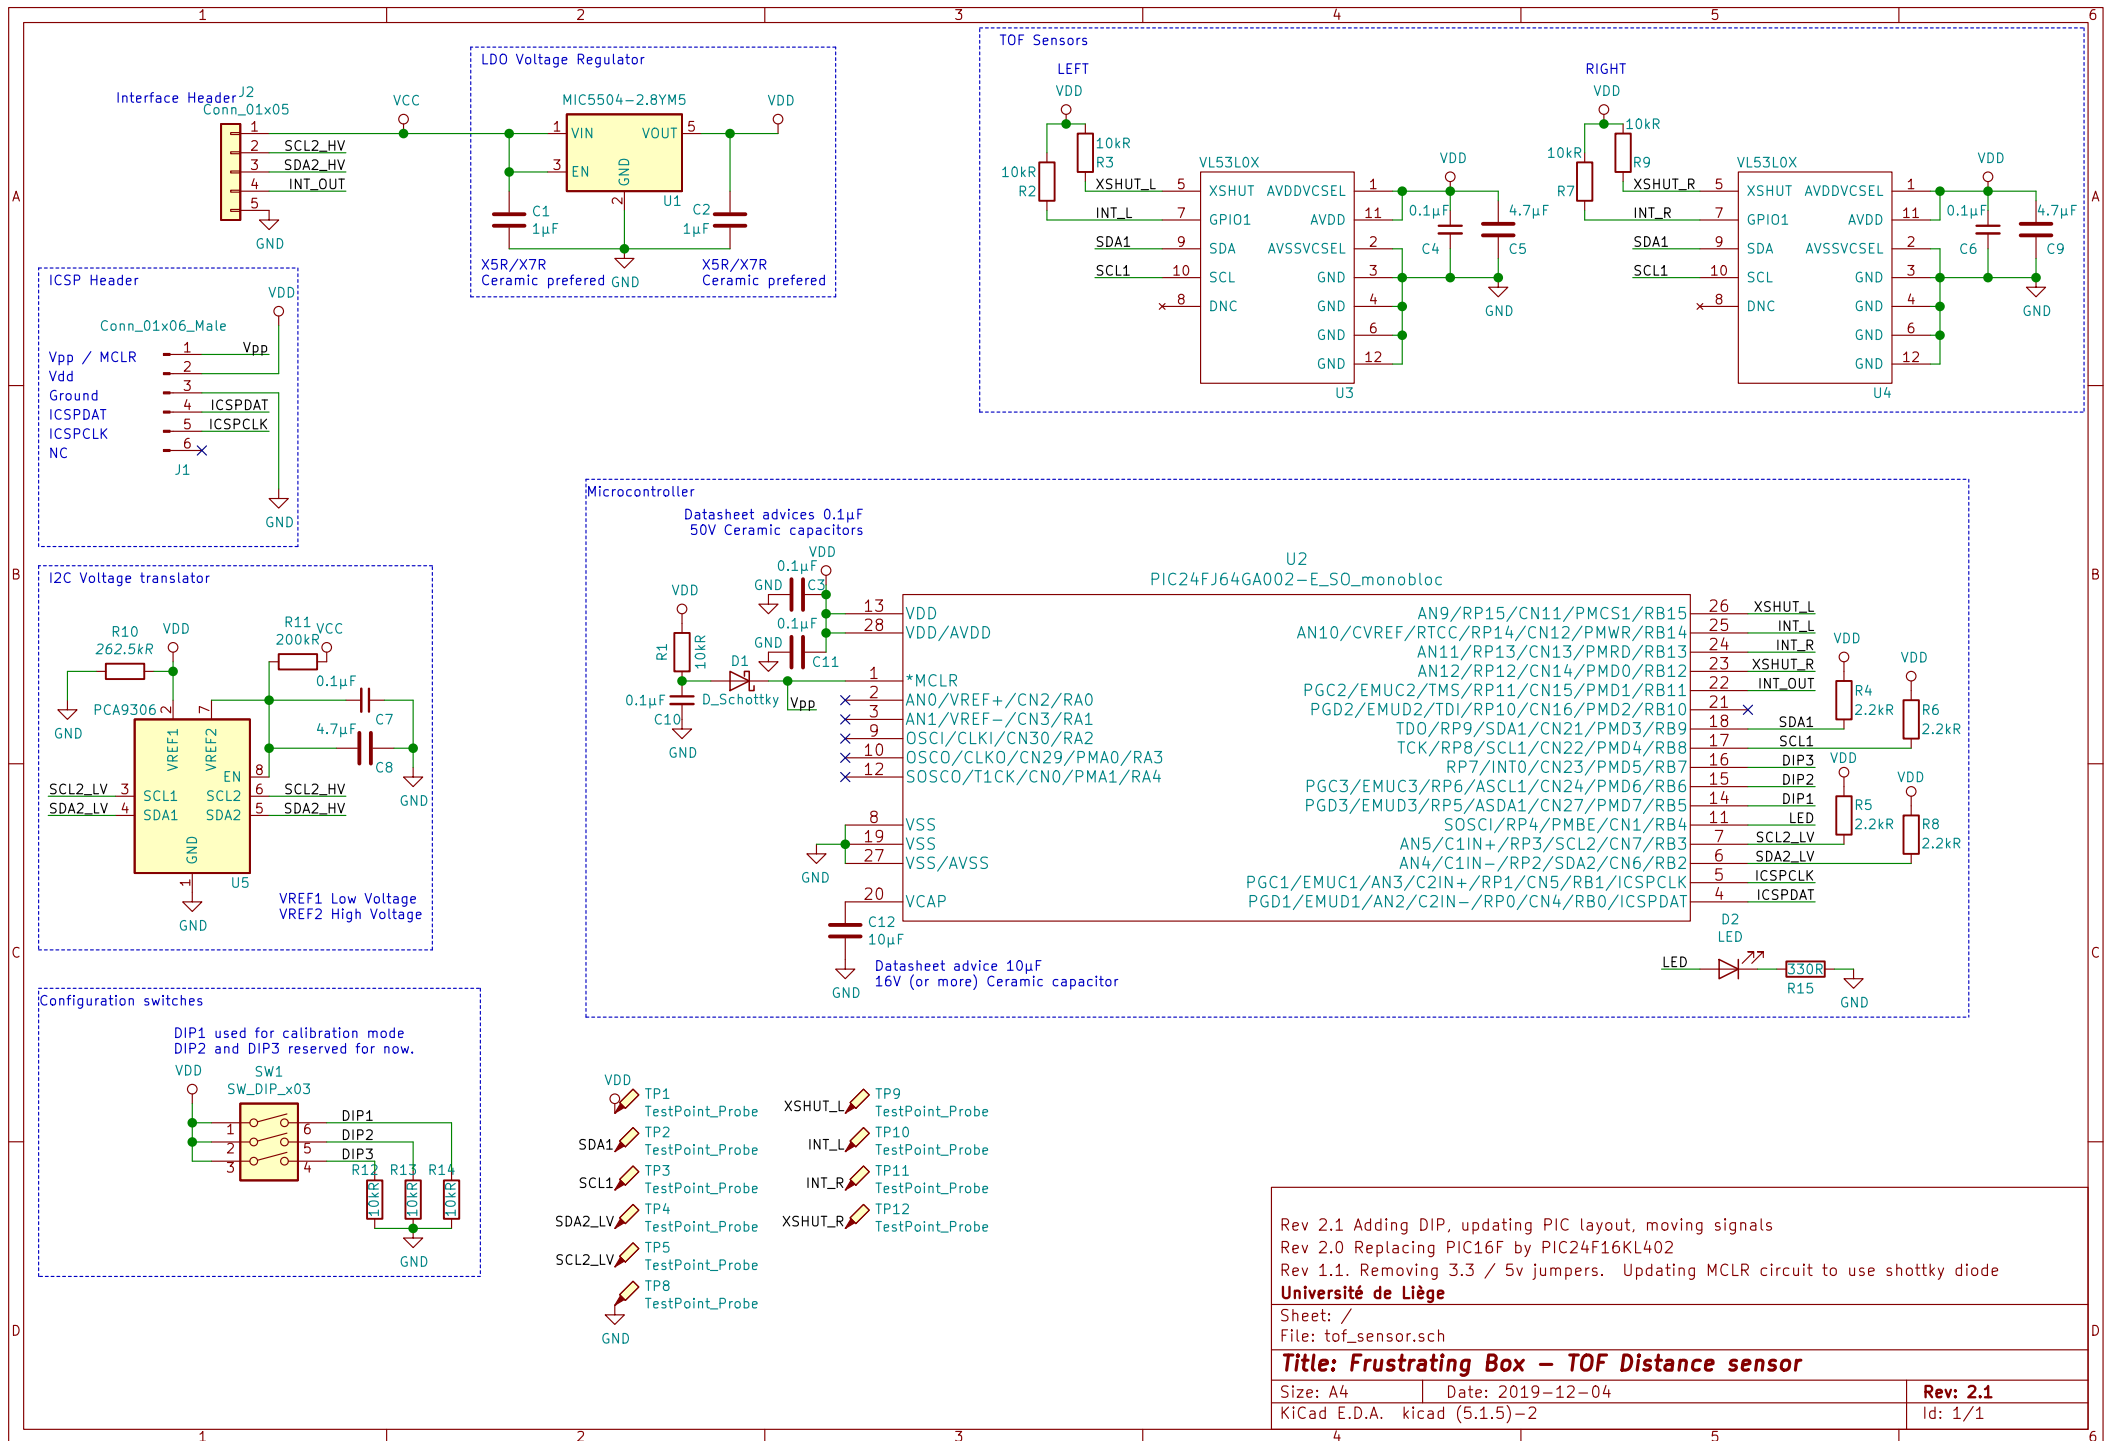 1 2 3 4 5 6
A
B
C
D
Interface Header
J2
Conn_01x05
1
2
3
4
5
SCL2_HV
SDA2_HV
INT_OUT
GND
VCC
LDO Voltage Regulator
MIC5504-2.8YM5
VDD
1 VIN
VOUT 5
3 EN
GND
2
U1
C1
1µF
C2
1µF
X5R/X7R
Ceramic prefered
GND
X5R/X7R
Ceramic prefered
TOF Sensors
LEFT
VDD
10kR
R3
10kR
R2
VL53L0X
XSHUT_L 5 XSHUT
INT_L 7 GPIO1
SDA1 9 SDA
SCL1 10 SCL
8 DNC
AVDDVCSEL 1
AVDD 11
AVSSVCSEL 2
GND 3
GND 4
GND 6
GND 12
U3
VDD
0.1µF
C4
4.7µF
C5
GND
RIGHT
VDD
10kR
R9
10kR
R7
VL53L0X
XSHUT_R 5 XSHUT
INT_R 7 GPIO1
SDA1 9 SDA
SCL1 10 SCL
8 DNC
AVDDVCSEL 1
AVDD 11
AVSSVCSEL 2
GND 3
GND 4
GND 6
GND 12
U4
VDD
0.1µF
C6
4.7µF
C9
GND
ICSP Header
VDD
Conn_01x06_Male
Vpp / MCLR 1 Vpp
Vdd 2
Ground 3
ICSPDAT 4 ICSPDAT
ICSPCLK 5 ICSPCLK
NC 6
J1
GND
I2C Voltage translator
R10
262.5kR
VDD
R11
200kR
VCC
0.1µF
C7
4.7µF
C8
GND
GND
PCA9306
2 VREF1
7 VREF2
EN 8
SCL2_LV 3 SCL1
SDA2_LV 4 SDA1
SCL2 6 SCL2_HV
SDA2 5 SDA2_HV
GND
1
U5
GND
VREF1 Low Voltage
VREF2 High Voltage
Configuration switches
DIP1 used for calibration mode
DIP2 and DIP3 reserved for now.
VDD
SW1
SW_DIP_x03
1 6 DIP1
2 5 DIP2
3 4 DIP3
R12 R13 R14
10kR 10kR 10kR
GND
Microcontroller
Datasheet advices 0.1µF
50V Ceramic capacitors
VDD
0.1µF
GND C3
0.1µF
GND
C11
VDD
R1
10kR
D1
D_Schottky
0.1µF
C10
GND
Vpp
U2
PIC24FJ64GA002-E_SO_monobloc
13 VDD
28 VDD/AVDD
1 *MCLR
2 AN0/VREF+/CN2/RA0
3 AN1/VREF-/CN3/RA1
9 OSCI/CLKI/CN30/RA2
10 OSCO/CLKO/CN29/PMA0/RA3
12 SOSCO/T1CK/CN0/PMA1/RA4
8 VSS
19 VSS
27 VSS/AVSS
20 VCAP
GND
C12
10µF
GND
Datasheet advice 10µF
16V (or more) Ceramic capacitor
AN9/RP15/CN11/PMCS1/RB15 26 XSHUT_L
AN10/CVREF/RTCC/RP14/CN12/PMWR/RB14 25 INT_L
AN11/RP13/CN13/PMRD/RB13 24 INT_R
AN12/RP12/CN14/PMD0/RB12 23 XSHUT_R
PGC2/EMUC2/TMS/RP11/CN15/PMD1/RB11 22 INT_OUT
PGD2/EMUD2/TDI/RP10/CN16/PMD2/RB10 21
TDO/RP9/SDA1/CN21/PMD3/RB9 18 SDA1
TCK/RP8/SCL1/CN22/PMD4/RB8 17 SCL1
RP7/INT0/CN23/PMD5/RB7 16 DIP3
PGC3/EMUC3/RP6/ASCL1/CN24/PMD6/RB6 15 DIP2
PGD3/EMUD3/RP5/ASDA1/CN27/PMD7/RB5 14 DIP1
SOSCI/RP4/PMBE/CN1/RB4 11 LED
AN5/C1IN+/RP3/SCL2/CN7/RB3 7 SCL2_LV
AN4/C1IN-/RP2/SDA2/CN6/RB2 6 SDA2_LV
PGC1/EMUC1/AN3/C2IN+/RP1/CN5/RB1/ICSPCLK 5 ICSPCLK
PGD1/EMUD1/AN2/C2IN-/RP0/CN4/RB0/ICSPDAT 4 ICSPDAT
VDD
R4
2.2kR
VDD
R6
2.2kR
VDD
R5
2.2kR
VDD
R8
2.2kR
D2
LED
LED
330R
R15
GND
VDD
TP1
TestPoint_Probe
SDA1
TP2
TestPoint_Probe
SCL1
TP3
TestPoint_Probe
SDA2_LV
TP4
TestPoint_Probe
SCL2_LV
TP5
TestPoint_Probe
TP8
TestPoint_Probe
GND
XSHUT_L
TP9
TestPoint_Probe
INT_L
TP10
TestPoint_Probe
INT_R
TP11
TestPoint_Probe
XSHUT_R
TP12
TestPoint_Probe
Rev 2.1 Adding DIP, updating PIC layout, moving signals
Rev 2.0 Replacing PIC16F by PIC24F16KL402
Rev 1.1. Removing 3.3 / 5v jumpers. Updating MCLR circuit to use shottky diode
Université de Liège
Sheet: /
File: tof_sensor.sch
Title: Frustrating Box - TOF Distance sensor
Size: A4 Date: 2019-12-04 Rev: 2.1
KiCad E.D.A. kicad (5.1.5)-2 Id: 1/1
A
B
C
D
1 2 3 4 5 6